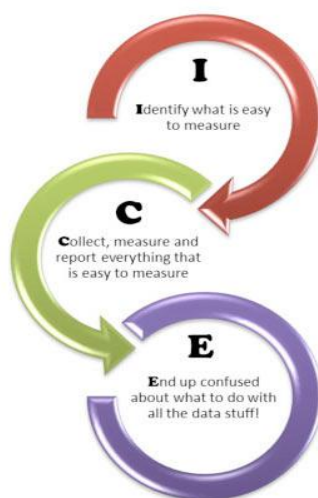 I
Identify what is easy
to measure
C
Collect, measure and
report everything that
is easy to measure
E
End up confused
about what to do with
all the data stuff!